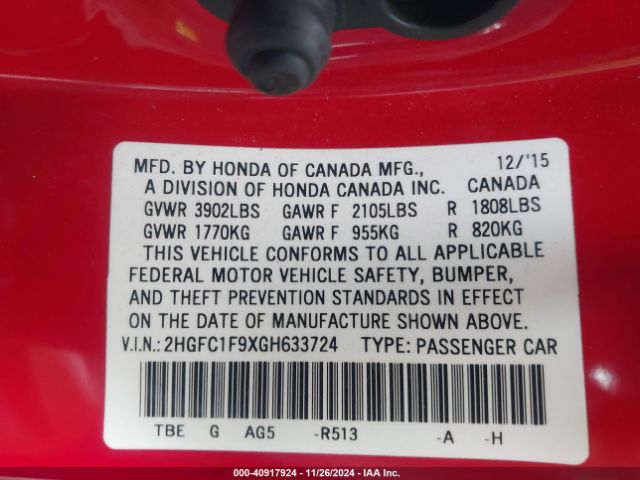 MFD. BY HONDA OF CANADA MFG., 12/'15
A DIVISION OF HONDA CANADA INC. CANADA
GVWR 3902LBS GAWR F 2105LBS R 1808LBS
GVWR 1770KG GAWR F 955KG R 820KG
THIS VEHICLE CONFORMS TO ALL APPLICABLE
FEDERAL MOTOR VEHICLE SAFETY, BUMPER,
AND THEFT PREVENTION STANDARDS IN EFFECT
ON THE DATE OF MANUFACTURE SHOWN ABOVE.
V.I.N.:2HGFC1F9XGH633724 TYPE: PASSENGER CAR
TBE G AG5 -R513 -A -H
000-40917924 - 11/26/2024 - IAA Inc.